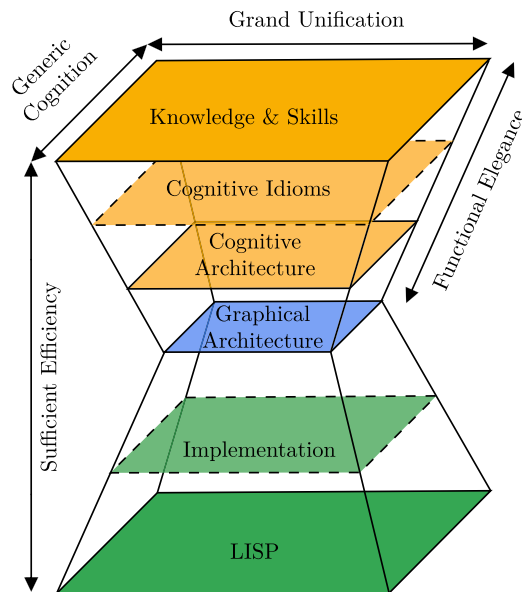 Grand Unification
Generic
Cognition
Knowledge & Skills
Functional Elegance
Cognitive Idioms
Cognitive
Architecture
Graphical
Architecture
Sufficient Efficiency
Implementation
LISP